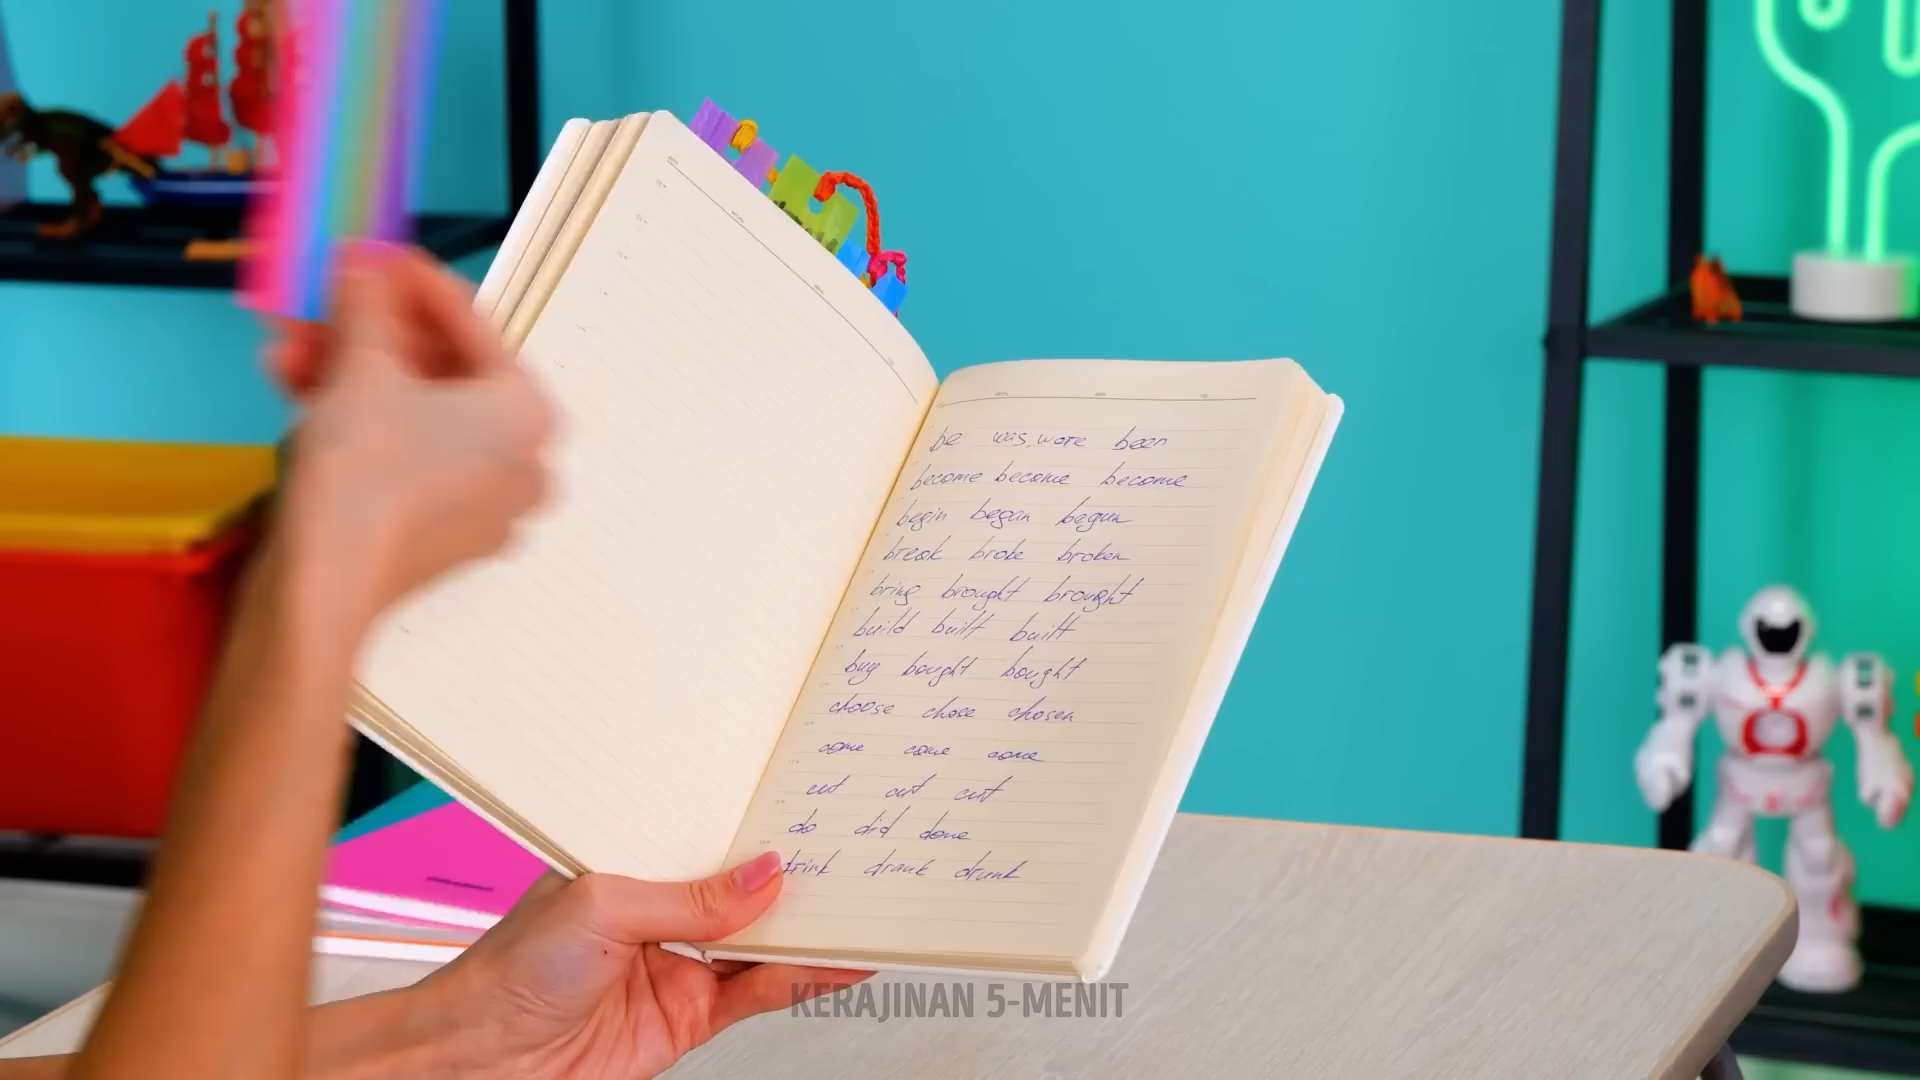 be was, were been
become became become
begin began begun
break broke broken
bring brought brought
build built built
buy bought bought
choose chose chosen
come came come
cut cut cut
do did done
drink drank drunk
KERAJINAN 5-MENIT